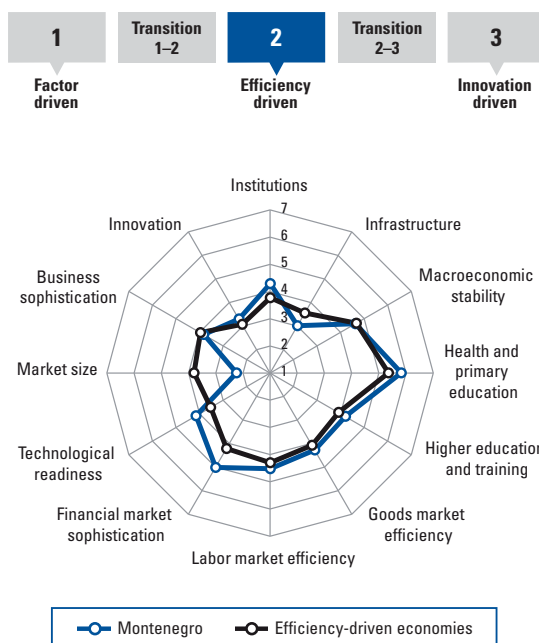 1
Transition
1–2
2
Transition
2–3
3
Factor
driven
Efficiency
driven
Innovation
driven
Institutions
7
6
5
4
3
2
1
Infrastructure
Macroeconomic
stability
Health and
primary
education
Higher education
and training
Goods market
efficiency
Labor market efficiency
Financial market
sophistication
Technological
readiness
Market size
Business
sophistication
Innovation
Montenegro
Efficiency-driven economies